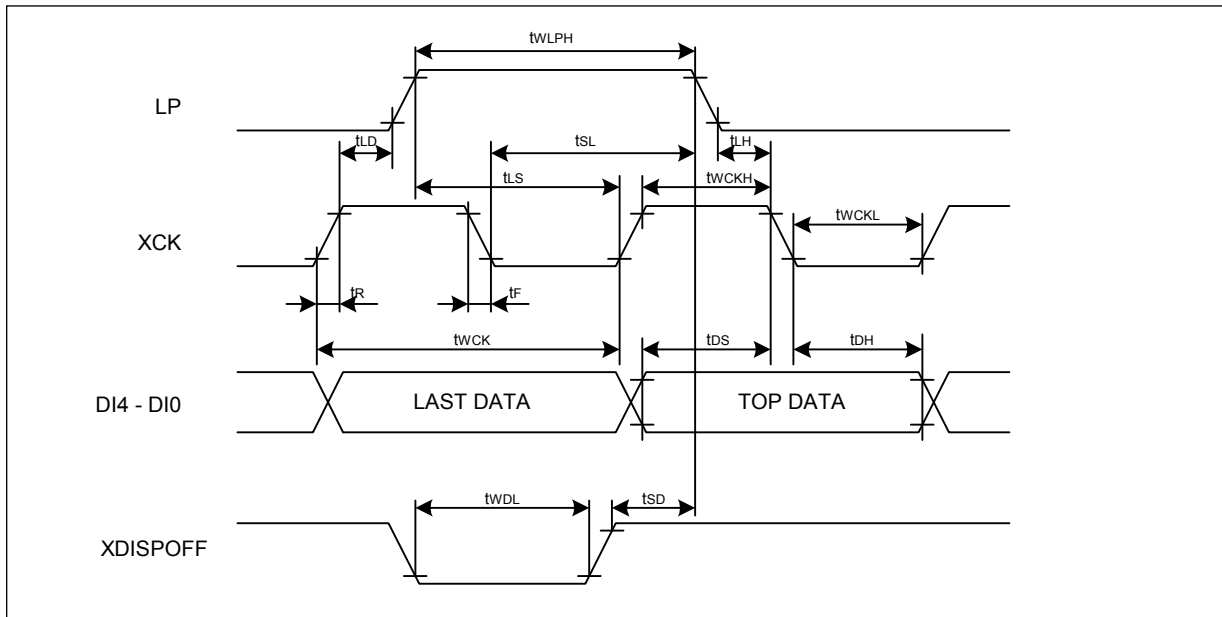 tWLPH
LP
tLD
tSL
tLH
tLS
tWCKH
tWCKL
XCK
tR
tF
tWCK
tDS
tDH
DI4 - DI0
LAST DATA
TOP DATA
tWDL
tSD
XDISPOFF